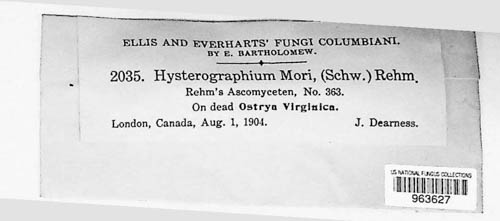 ELLIS AND EVERHARTS' FUNGI COLUMBIANI.
BY E. BARTHOLOMEW.
2035. Hysterographium Mori, (Schw.) Rehm.
Rehm's Ascomyceten, No. 363.
On dead Ostrya Virginica.
London, Canada, Aug. 1, 1904. J. Dearness.
US NATIONAL FUNGUS COLLECTIONS
963627